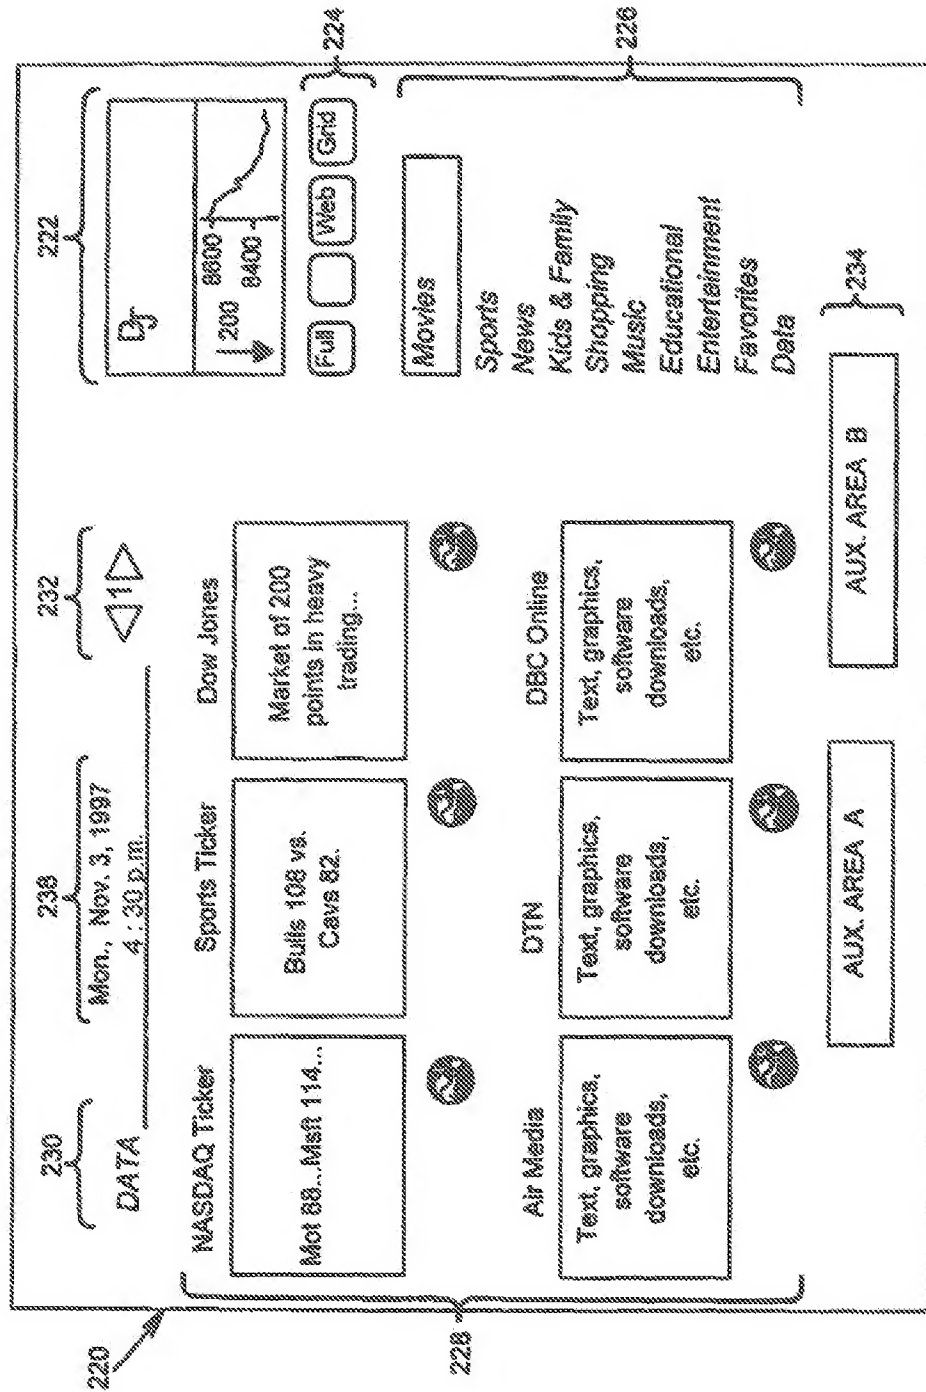 230
238
232
222
DATA
Mon., Nov. 3, 1997
4:30 p.m.
1
DJ
200
8600
8400
220
NASDAQ Ticker
Sports Ticker
Dow Jones
Mot 68...Msft 114...
Bulls 108 vs.
Cavs 82.
Market of 200
points in heavy
trading...
Full
Web
Grid
224
228
Movies
Sports
News
Kids & Family
Shopping
Music
Educational
Entertainment
Favorites
Data
226
Air Media
DTN
DBC Online
Text, graphics,
software
downloads,
etc.
Text, graphics,
software
downloads,
etc.
Text, graphics,
software
downloads,
etc.
AUX. AREA A
AUX. AREA B
234